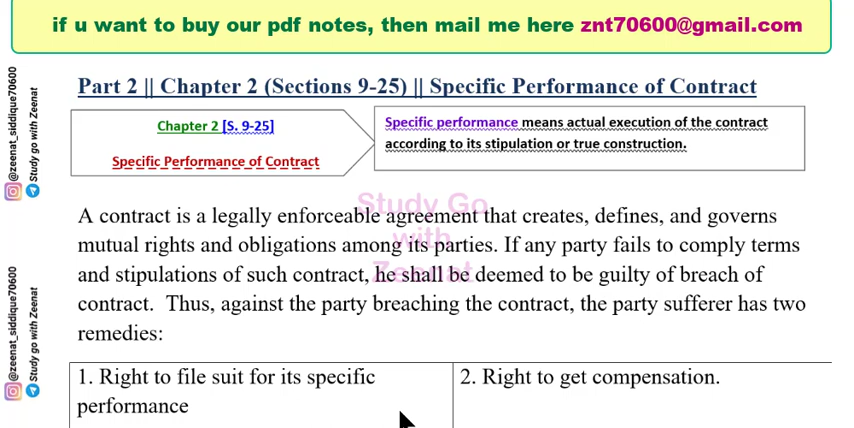 if u want to buy our pdf notes, then mail me here znt70600@gmail.com
Part 2 || Chapter 2 (Sections 9-25) || Specific Performance of Contract
Chapter 2 [S. 9-25]
Specific Performance of Contract
Specific performance means actual execution of the contract
according to its stipulation or true construction.
@zeenat_siddique70600
Study go with Zeenat
Study Go
with
Zeenat
A contract is a legally enforceable agreement that creates, defines, and governs
mutual rights and obligations among its parties. If any party fails to comply terms
and stipulations of such contract, he shall be deemed to be guilty of breach of
contract. Thus, against the party breaching the contract, the party sufferer has two
remedies:
@zeenat_siddique70600
Study go with Zeenat
1. Right to file suit for its specific
performance
2. Right to get compensation.